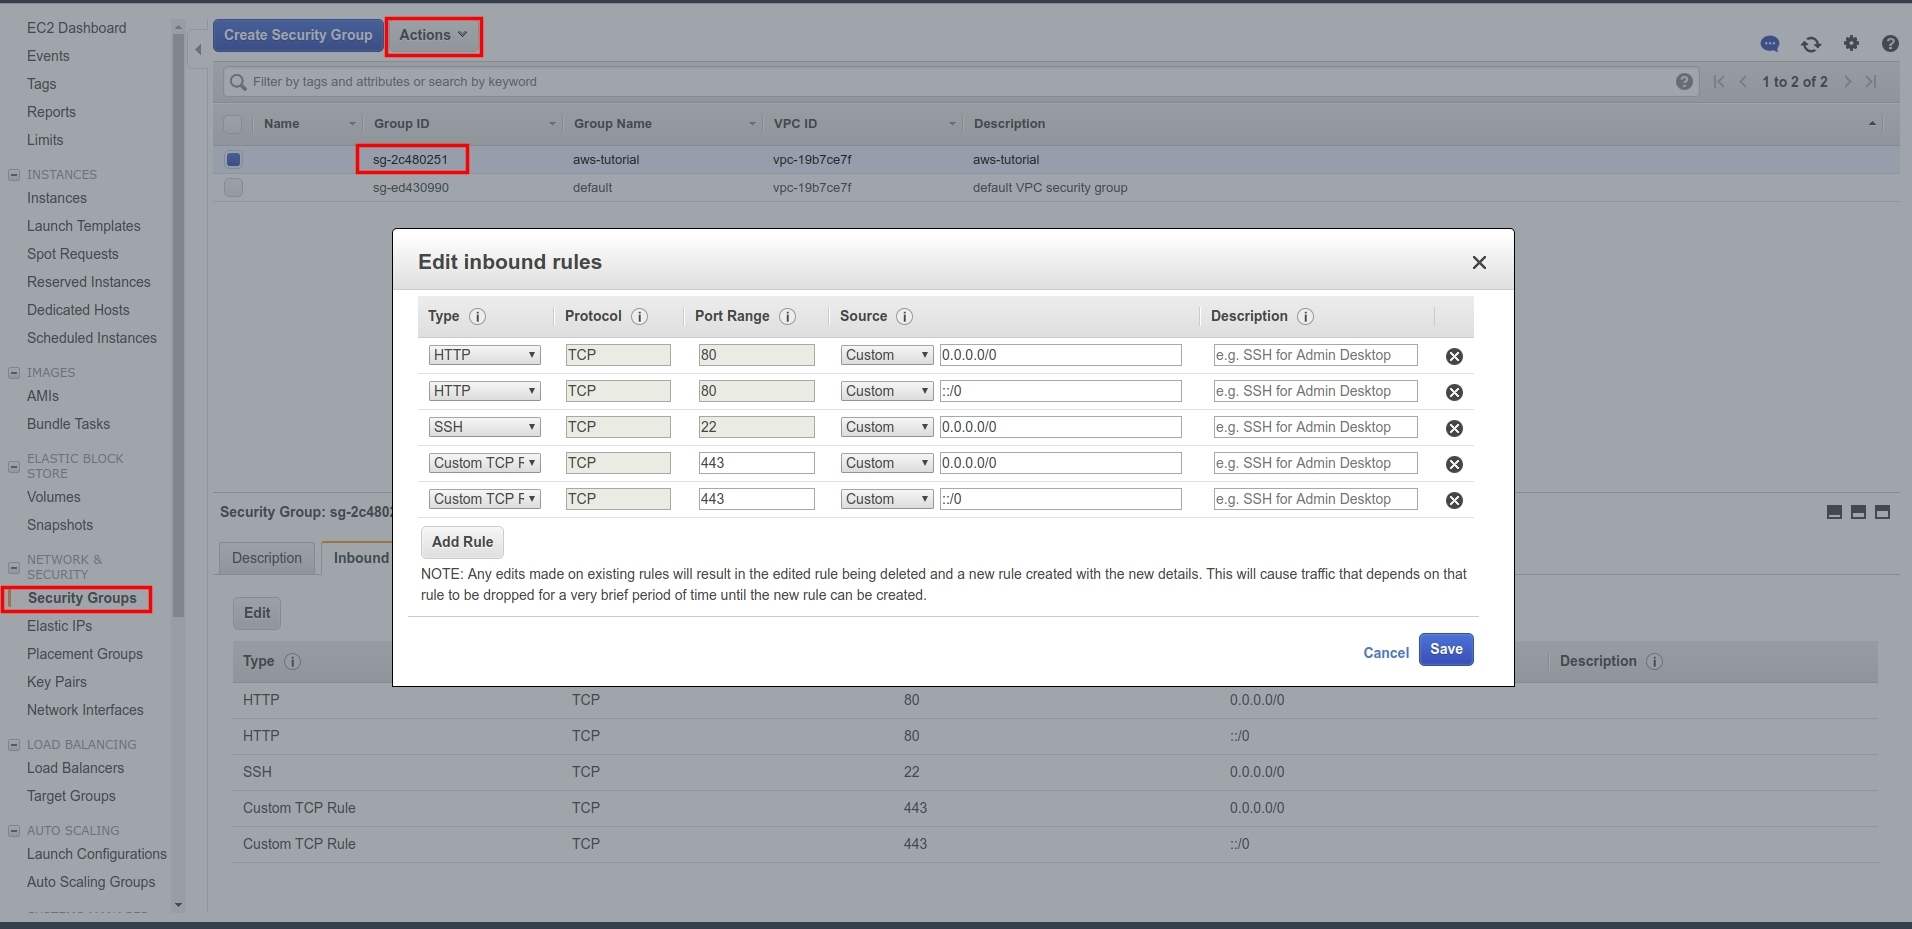 EC2 Dashboard
Events
Tags
Reports
Limits
INSTANCES
Instances
Launch Templates
Spot Requests
Reserved Instances
Dedicated Hosts
Scheduled Instances
IMAGES
AMIs
Bundle Tasks
ELASTIC BLOCK
STORE
Volumes
Snapshots
NETWORK &
SECURITY
Security Groups
Elastic IPs
Placement Groups
Key Pairs
Network Interfaces
LOAD BALANCING
Load Balancers
Target Groups
AUTO SCALING
Launch Configurations
Auto Scaling Groups
Create Security Group Actions
Filter by tags and attributes or search by keyword 1 to 2 of 2
Name Group ID Group Name VPC ID Description
sg-2c480251 aws-tutorial vpc-19b7ce7f aws-tutorial
sg-ed430990 default vpc-19b7ce7f default VPC security group
Edit inbound rules
Type Protocol Port Range Source Description
HTTP TCP 80 Custom 0.0.0.0/0 e.g. SSH for Admin Desktop
HTTP TCP 80 Custom ::/0 e.g. SSH for Admin Desktop
SSH TCP 22 Custom 0.0.0.0/0 e.g. SSH for Admin Desktop
Custom TCP TCP 443 Custom 0.0.0.0/0 e.g. SSH for Admin Desktop
Custom TCP TCP 443 Custom ::/0 e.g. SSH for Admin Desktop
Add Rule
NOTE: Any edits made on existing rules will result in the edited rule being deleted and a new rule created with the new details. This will cause traffic that depends on that
rule to be dropped for a very brief period of time until the new rule can be created.
Cancel Save
Security Group: sg-2c480
Description Inbound
Edit
Type Description
HTTP TCP 80 0.0.0.0/0
HTTP TCP 80 ::/0
SSH TCP 22 0.0.0.0/0
Custom TCP Rule TCP 443 0.0.0.0/0
Custom TCP Rule TCP 443 ::/0